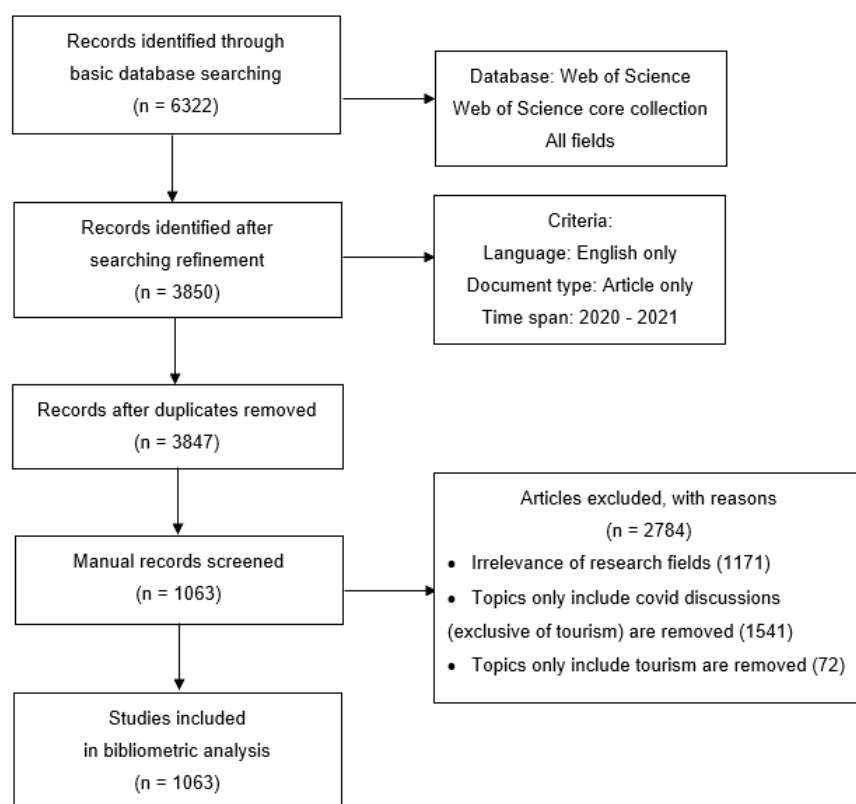 Records identified through
basic database searching
(n = 6322)
Database: Web of Science
Web of Science core collection
All fields
Records identified after
searching refinement
(n = 3850)
Criteria:
Language: English only
Document type: Article only
Time span: 2020 - 2021
Records after duplicates removed
(n = 3847)
Manual records screened
(n = 1063)
Articles excluded, with reasons
(n = 2784)
• Irrelevance of research fields (1171)
• Topics only include covid discussions
(exclusive of tourism) are removed (1541)
• Topics only include tourism are removed (72)
Studies included
in bibliometric analysis
(n = 1063)